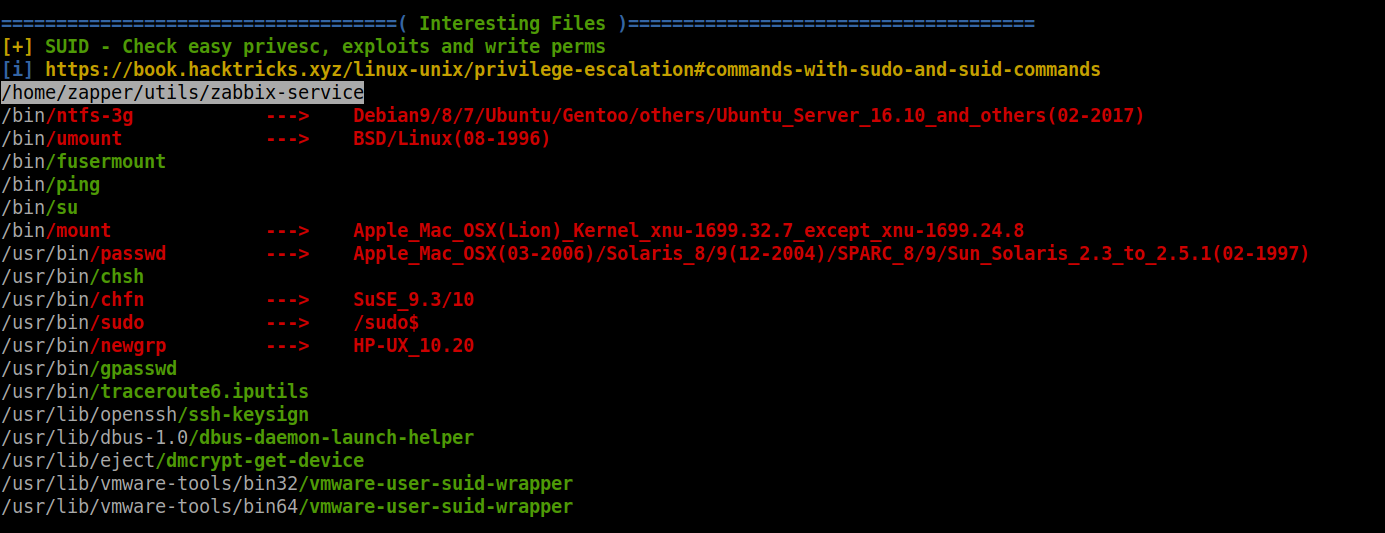 ====================================( Interesting Files )=====================================
[+] SUID - Check easy privesc, exploits and write perms
[i] https://book.hacktricks.xyz/linux-unix/privilege-escalation#commands-with-sudo-and-suid-commands
/home/zapper/utils/zabbix-service
/bin/ntfs-3g            --->    Debian9/8/7/Ubuntu/Gentoo/others/Ubuntu_Server_16.10_and_others(02-2017)
/bin/umount             --->    BSD/Linux(08-1996)
/bin/fusermount
/bin/ping
/bin/su
/bin/mount              --->    Apple_Mac_OSX(Lion)_Kernel_xnu-1699.32.7_except_xnu-1699.24.8
/usr/bin/passwd         --->    Apple_Mac_OSX(03-2006)/Solaris_8/9(12-2004)/SPARC_8/9/Sun_Solaris_2.3_to_2.5.1(02-1997)
/usr/bin/chsh
/usr/bin/chfn           --->    SuSE_9.3/10
/usr/bin/sudo           --->    /sudo$
/usr/bin/newgrp         --->    HP-UX_10.20
/usr/bin/gpasswd
/usr/bin/traceroute6.iputils
/usr/lib/openssh/ssh-keysign
/usr/lib/dbus-1.0/dbus-daemon-launch-helper
/usr/lib/eject/dmcrypt-get-device
/usr/lib/vmware-tools/bin32/vmware-user-suid-wrapper
/usr/lib/vmware-tools/bin64/vmware-user-suid-wrapper